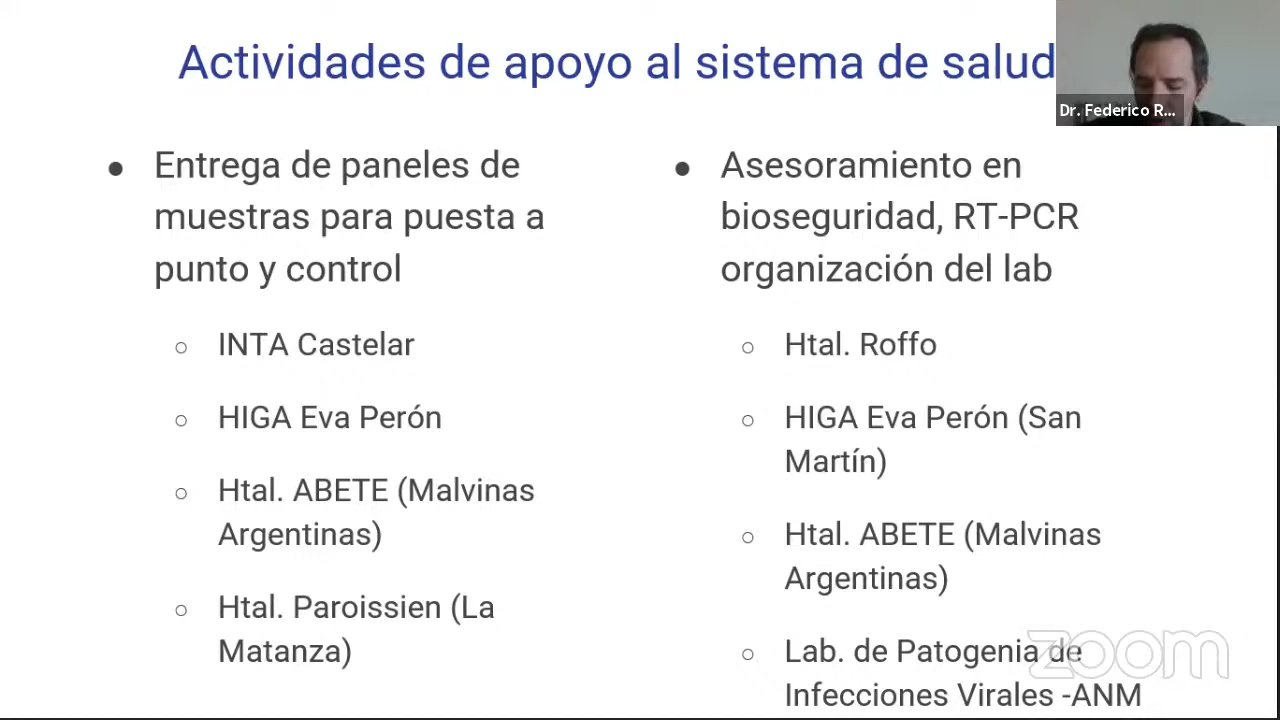 Actividades de apoyo al sistema de salud
Dr. Federico R...
● Entrega de paneles de
muestras para puesta a
punto y control
○ INTA Castelar
○ HIGA Eva Perón
○ Htal. ABETE (Malvinas
Argentinas)
○ Htal. Paroissien (La
Matanza)
● Asesoramiento en
bioseguridad, RT-PCR
organización del lab
○ Htal. Roffo
○ HIGA Eva Perón (San
Martín)
○ Htal. ABETE (Malvinas
Argentinas)
○ Lab. de Patogenia de
Infecciones Virales -ANM
zoom